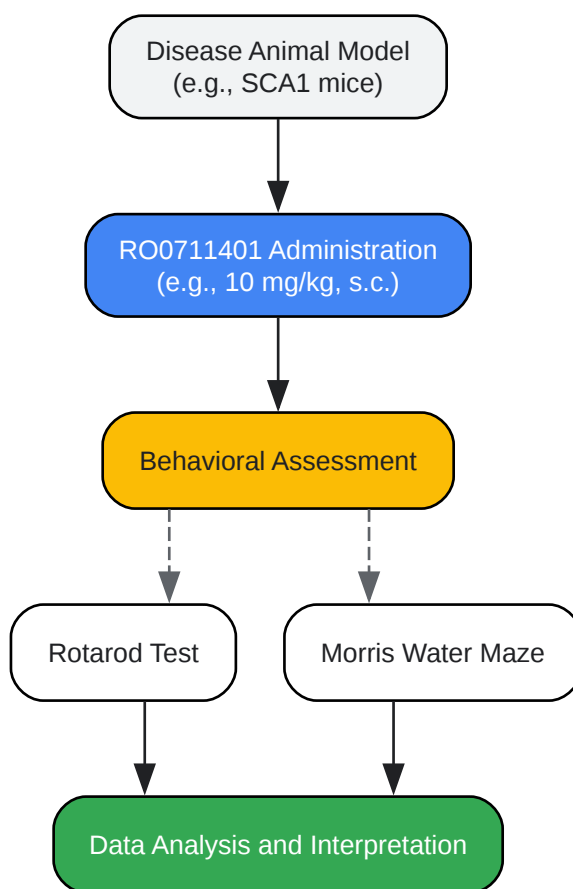 Disease Animal Model
(e.g., SCA1 mice)
RO0711401 Administration
(e.g., 10 mg/kg, s.c.)
Behavioral Assessment
Rotarod Test
Morris Water Maze
Data Analysis and Interpretation